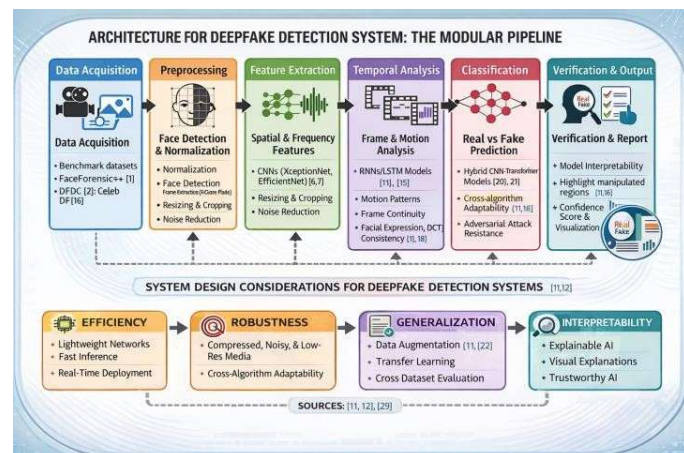 ARCHITECTURE FOR DEEPFAKE DETECTION SYSTEM: THE MODULAR PIPELINE
Data Acquisition
Data Acquisition
• Benchmark datasets
• FaceForensic++ [1]
• DFDC [2]: Celeb
DF[16]
Preprocessing
Face Detection
& Normalization
• Normalization
• Face Detection
• Resizing & Cropping
• Noise Reduction
Feature Extraction
Spatial & Frequency
Features
• CNNs (XceptionNet,
EfficientNet) [6,7]
• Resizing & Cropping
• Noise Reduction
Temporal Analysis
Frame & Motion
Analysis
• RNNs/LSTM Models
[11], [15]
• Motion Patterns
• Frame Continuity
• Facial Expression, DCT
Consistency [1], 18)
Classification
Real vs Fake
Prediction
• Hybrid CNN-Transformer
Models [20], 21]
• Cross-algorithm
Adaptability [11,18]
• Adversarial Attack
Resistance
Verification & Output
Real
Fake
Verification & Report
• Model Interpretability
• Highlight manipulated
regions [11,16]
• Confidence
Score &
Visualization
Real
Fake
SYSTEM DESIGN CONSIDERATIONS FOR DEEPFAKE DETECTION SYSTEMS [11,12]
EFFICIENCY
• Lightweight Networks
• Fast Inference
• Real-Time Deployment
ROBUSTNESS
• Compressed, Noisy, & Low-
Res Media
• Cross-Algorithm Adaptability
GENERALIZATION
+ Data Augmentation [11, [22]
• Transfer Learning
• Cross Dataset Evaluation
INTERPRETABILITY
+ Explainable AI
• Visual Explanations
• Trustworthy AI
SOURCES: [11, 12], [29]